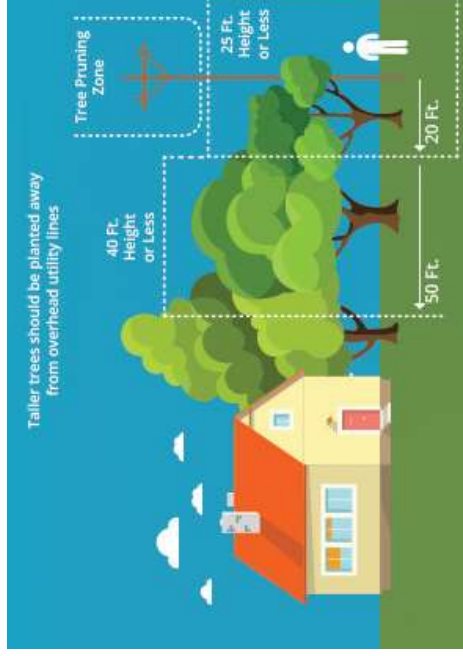 Taller trees should be planted away
from overhead utility lines
40 Ft.
Height
or Less
Tree Pruning
Zone
25 Ft.
Height
or Less
50 Ft.
20 Ft.